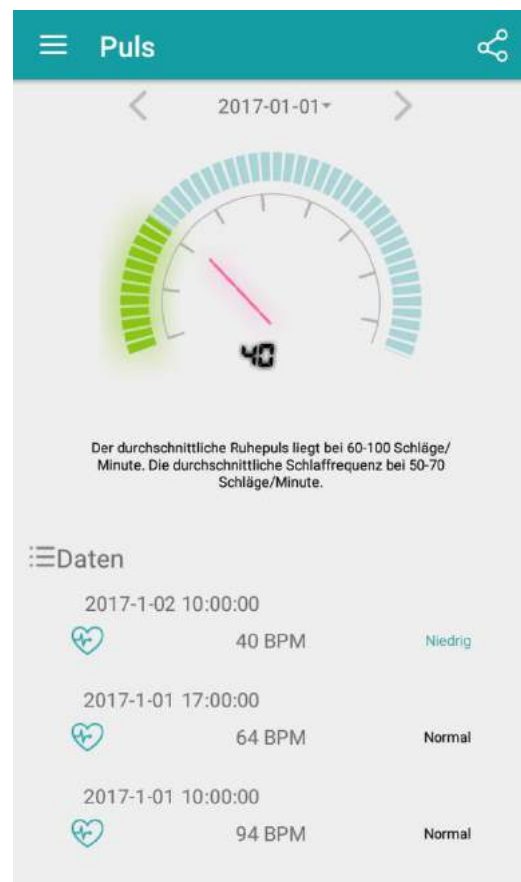 Puls
2017-01-01
40
Der durchschnittliche Ruhepuls liegt bei 60-100 Schläge/
Minute. Die durchschnittliche Schlaffrequenz bei 50-70
Schläge/Minute.
Daten
2017-1-02 10:00:00
40 BPM Niedrig
2017-1-01 17:00:00
64 BPM Normal
2017-1-01 10:00:00
94 BPM Normal